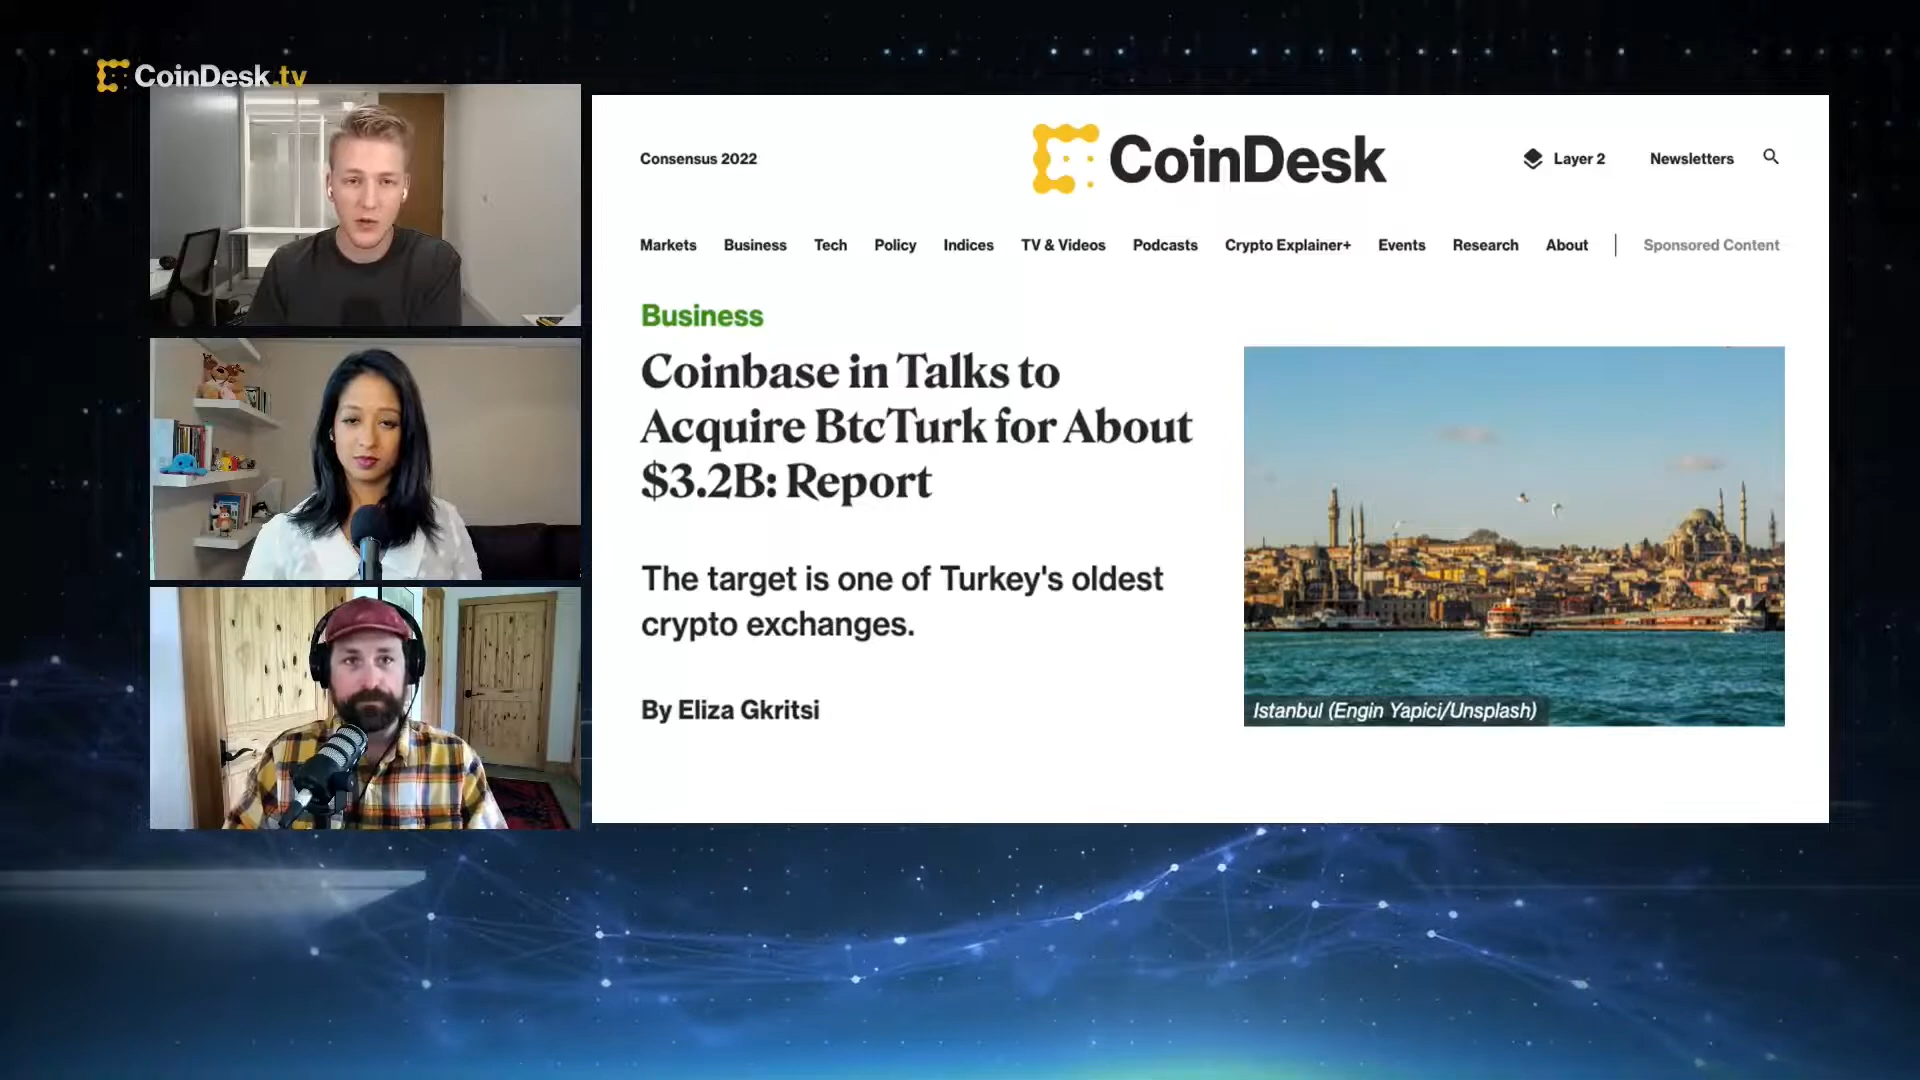 CoinDesk.tv
Consensus 2022
CoinDesk
Layer 2
Newsletters
Markets Business Tech Policy Indices TV & Videos Podcasts Crypto Explainer+ Events Research About | Sponsored Content
Business
Coinbase in Talks to
Acquire BtcTurk for About
$3.2B: Report
The target is one of Turkey's oldest
crypto exchanges.
By Eliza Gkritsi
Istanbul (Engin Yapici/Unsplash)